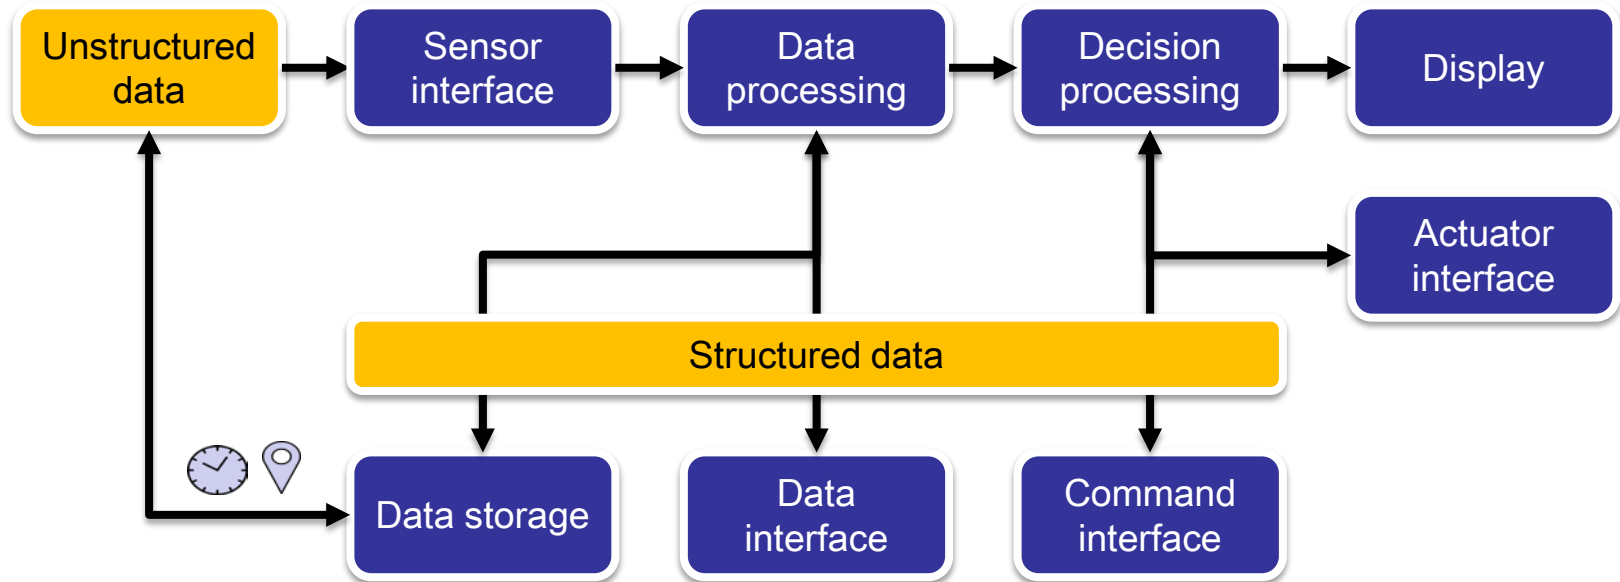 Unstructured
data
Sensor
interface
Data
processing
Decision
processing
Display
Actuator
interface
Structured data
Data storage
Data
interface
Command
interface